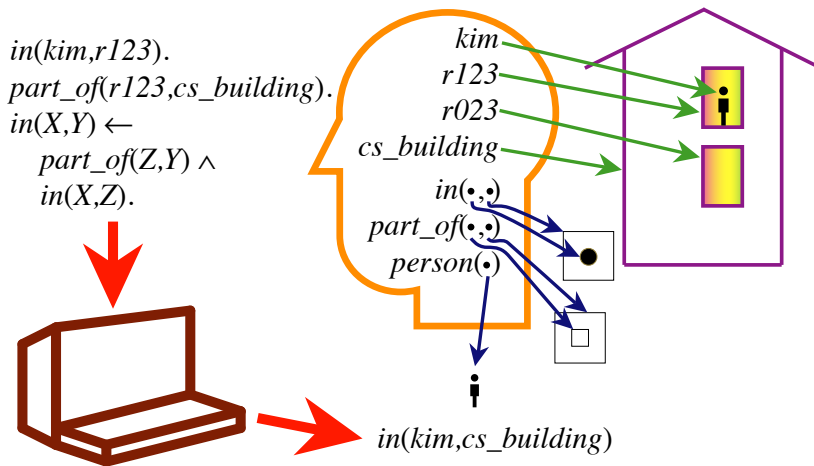 in(kim,r123).
part_of(r123,cs_building).
in(X,Y) ←
part_of(Z,Y) ∧
in(X,Z).
kim
r123
r023
cs_building
in(•,•)
part_of(•,•)
person(•)
in(kim,cs_building)